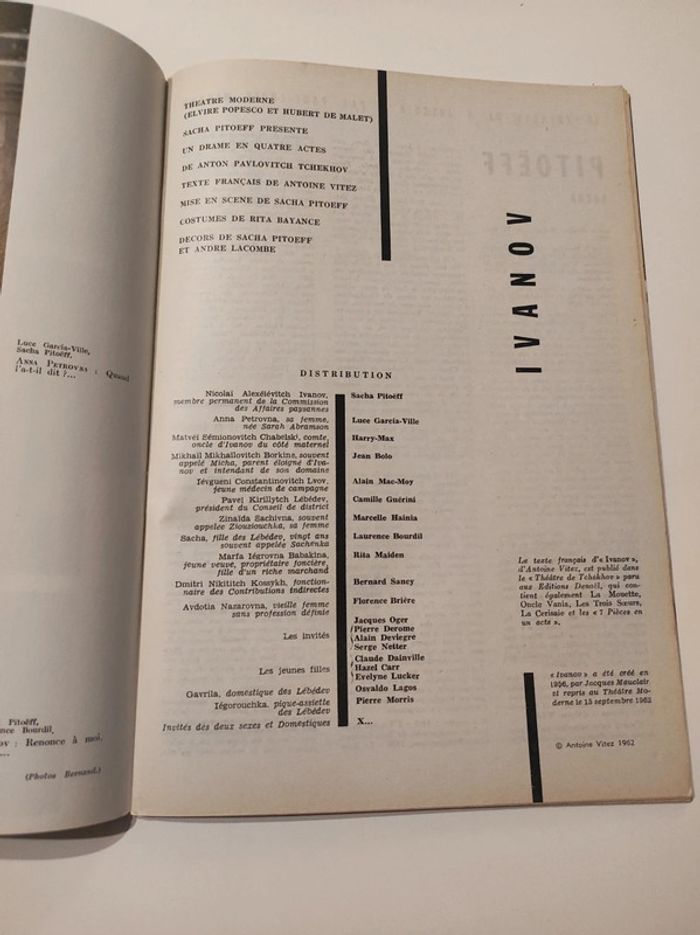 Luce Garcia-Ville,
Sacha Pitoëff.
ANNA PETROVNA : Quand
l'a-t-il dit ?...
Pitoëff,
Bourdil.
: Renonce à moi,
...
(Photos Bernand.)
THEATRE MODERNE
(ELVIRE POPESCO ET HUBERT DE MALET)
SACHA PITOEFF PRESENTE
UN DRAME EN QUATRE ACTES
DE ANTON PAVLOVITCH TCHEKHOV
TEXTE FRANÇAIS DE ANTOINE VITEZ
MISE EN SCENE DE SACHA PITOEFF
COSTUMES DE RITA BAYANCE
DECORS DE SACHA PITOEFF
ET ANDRE LACOMBE
IVANOV
DISTRIBUTION
Nicolaï Alexéiévitch Ivanov,
membre permanent de la Commission
des Affaires paysannes
Sacha Pitoëff
Anna Petrovna, sa femme,
née Sarah Abramson
Luce Garcia-Ville
Matvéi Sémionovitch Chabelski, comte,
oncle d'Ivanov du côté maternel
Harry-Max
Mikhaïl Mikhaïlovitch Borkine, souvent
appelé Micha, parent éloigné d'Iva-
nov et intendant de son domaine
Jean Bolo
Iévgueni Constantinovitch Lvov,
jeune médecin de campagne
Alain Mac-Moy
Pavel Kirillytch Lébédev,
président du Conseil de district
Camille Guérini
Zinaïda Sachivna, souvent
appelée Ziouziouchka, sa femme
Marcelle Hainia
Sacha, fille des Lébédev, vingt ans
souvent appelée Sachenka
Laurence Bourdil
Marfa Iégrovna Babakina,
jeune veuve, propriétaire foncière,
fille d'un riche marchand
Rita Maiden
Dmitri Nikititch Kossykh, fonction-
naire des Contributions indirectes
Bernard Sancy
Avdotia Nazarovna, vieille femme
sans profession définie
Florence Brière
Les invités
Jacques Oger
Pierre Derome
Alain Deviegre
Serge Netter
Les jeunes filles
Claude Dainville
Hazel Carr
Evelyne Lucker
Gavrila, domestique des Lébédev
Osvaldo Lagos
Iégorouchka, pique-assiette
des Lébédev
Pierre Morris
Invités des deux sexes et Domestiques
X...
Le texte français d'« Ivanov »,
d'Antoine Vitez, est publié dans
le « Théâtre de Tchekhov » paru
aux Editions Denoël, qui con-
tient également La Mouette,
Oncle Vania, Les Trois Sœurs,
La Cerisaie et les « 7 Pièces en
un acte ».
« Ivanov » a été créé en
1956, par Jacques Mauclair
et repris au Théâtre Mo-
derne le 15 septembre 1962
© Antoine Vitez 1962